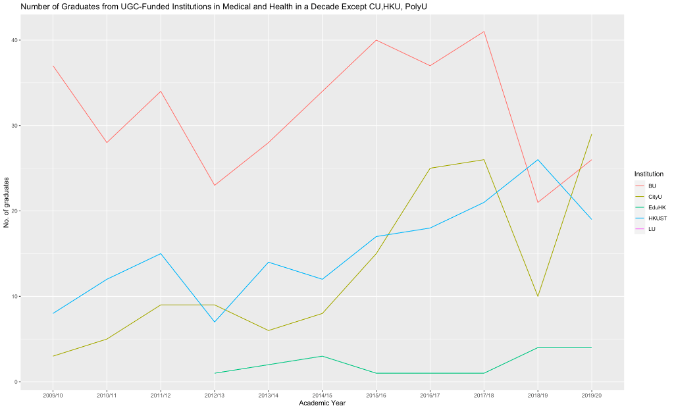 Number of Graduates from UGC-Funded Institutions in Medical and Health in a Decade Except CU,HKU, PolyU
40
30
20
10
0
No. of graduates
2009/10 2010/11 2011/12 2012/13 2013/14 2014/15 2015/16 2016/17 2017/18 2018/19 2019/20
Academic Year
Institution
BU
CityU
EduHK
HKUST
LU